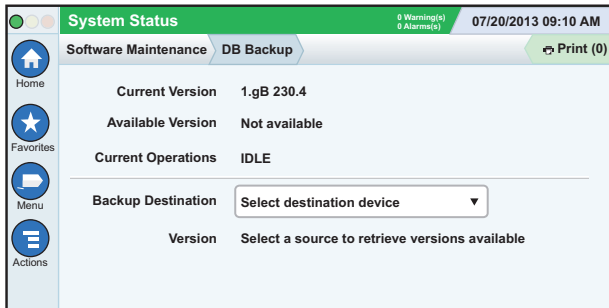 System Status
0 Warning(s)
0 Alarms(s)
07/20/2013 09:10 AM
Software Maintenance DB Backup Print (0)
Home
Favorites
Menu
Actions
Current Version 1.gB 230.4
Available Version Not available
Current Operations IDLE
Backup Destination Select destination device
Version Select a source to retrieve versions available